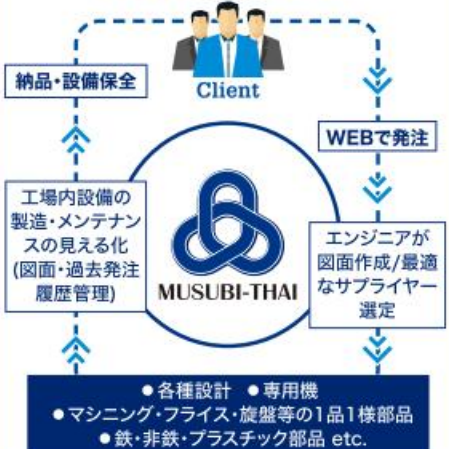 Client
納品・設備保全
WEBで発注
工場内設備の
製造・メンテナン
スの見える化
(図面・過去発注
履歴管理)
MUSUBI-THAI
エンジニアが
図面作成/最適
なサプライヤー
選定
●各種設計 ●専用機
●マシニング・フライス・旋盤等の1品1様部品
●鉄・非鉄・プラスチック部品 etc.